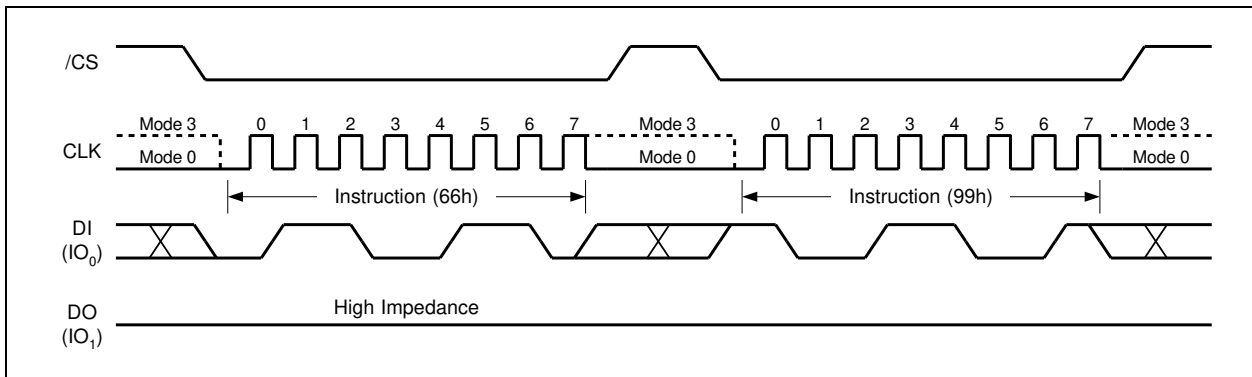 /CS
Mode 3 0 1 2 3 4 5 6 7 Mode 3 0 1 2 3 4 5 6 7 Mode 3
CLK Mode 0 Mode 0 Mode 0
Instruction (66h) Instruction (99h)
DI
(IO0)
High Impedance
DO
(IO1)